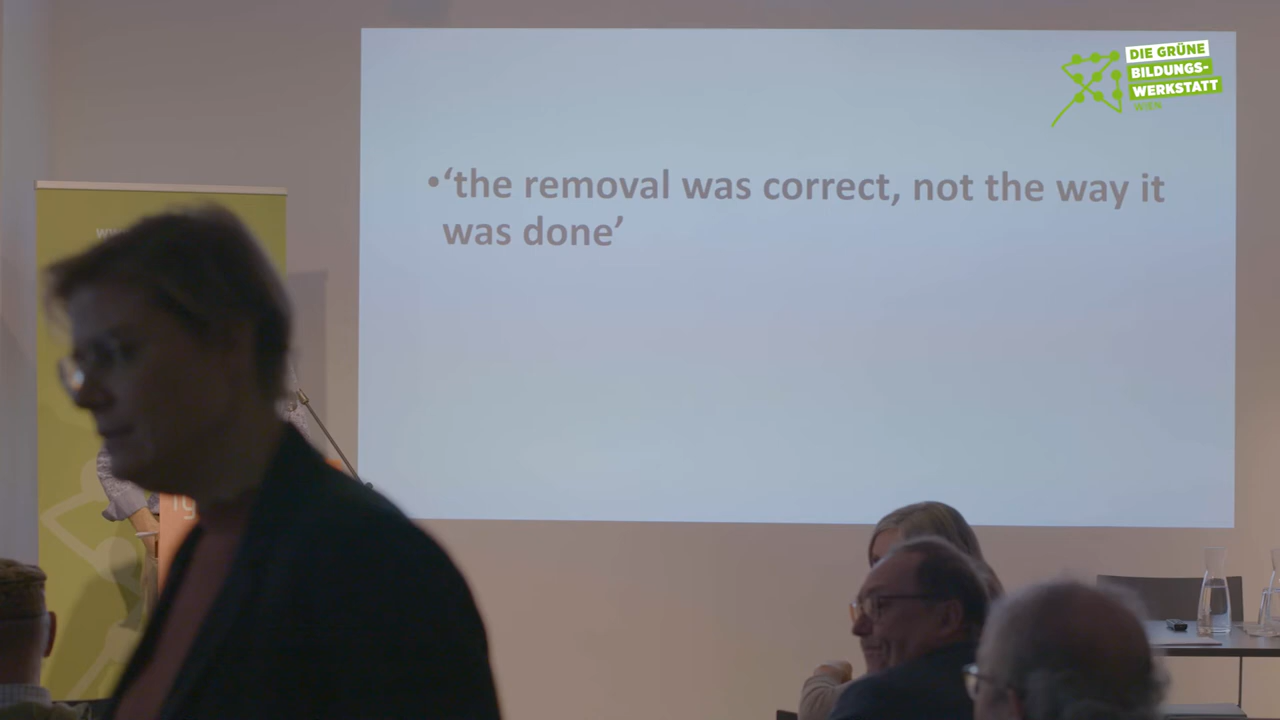 DIE GRÜNE
BILDUNGS-
WERKSTATT
WIEN
•‘the removal was correct, not the way it
was done’